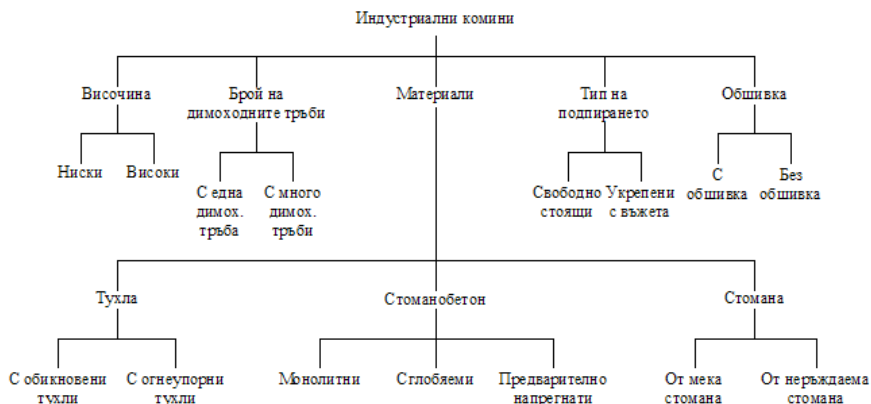 Индустриални комини
Височина
Брой на
димоходните тръби
Материали
Тип на
подпирането
Обшивка
Ниски
Високи
С една
димох.
тръба
С много
димох.
тръби
Свободно
стоящи
Укрепени
с въжета
С
обшивка
Без
обшивка
Тухла
Стоманобетон
Стомана
С обикновени
тухли
С огнеупорни
тухли
Монолитни
Сглобяеми
Предварително
напрегнати
От мека
стомана
От неръждаема
стомана